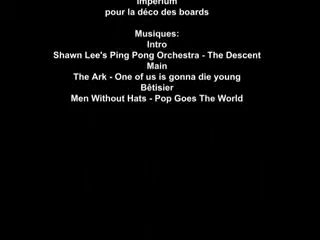 Imperium
pour la déco des boards
Musiques:
Intro
Shawn Lee's Ping Pong Orchestra - The Descent
Main
The Ark - One of us is gonna die young
Bêtisier
Men Without Hats - Pop Goes The World